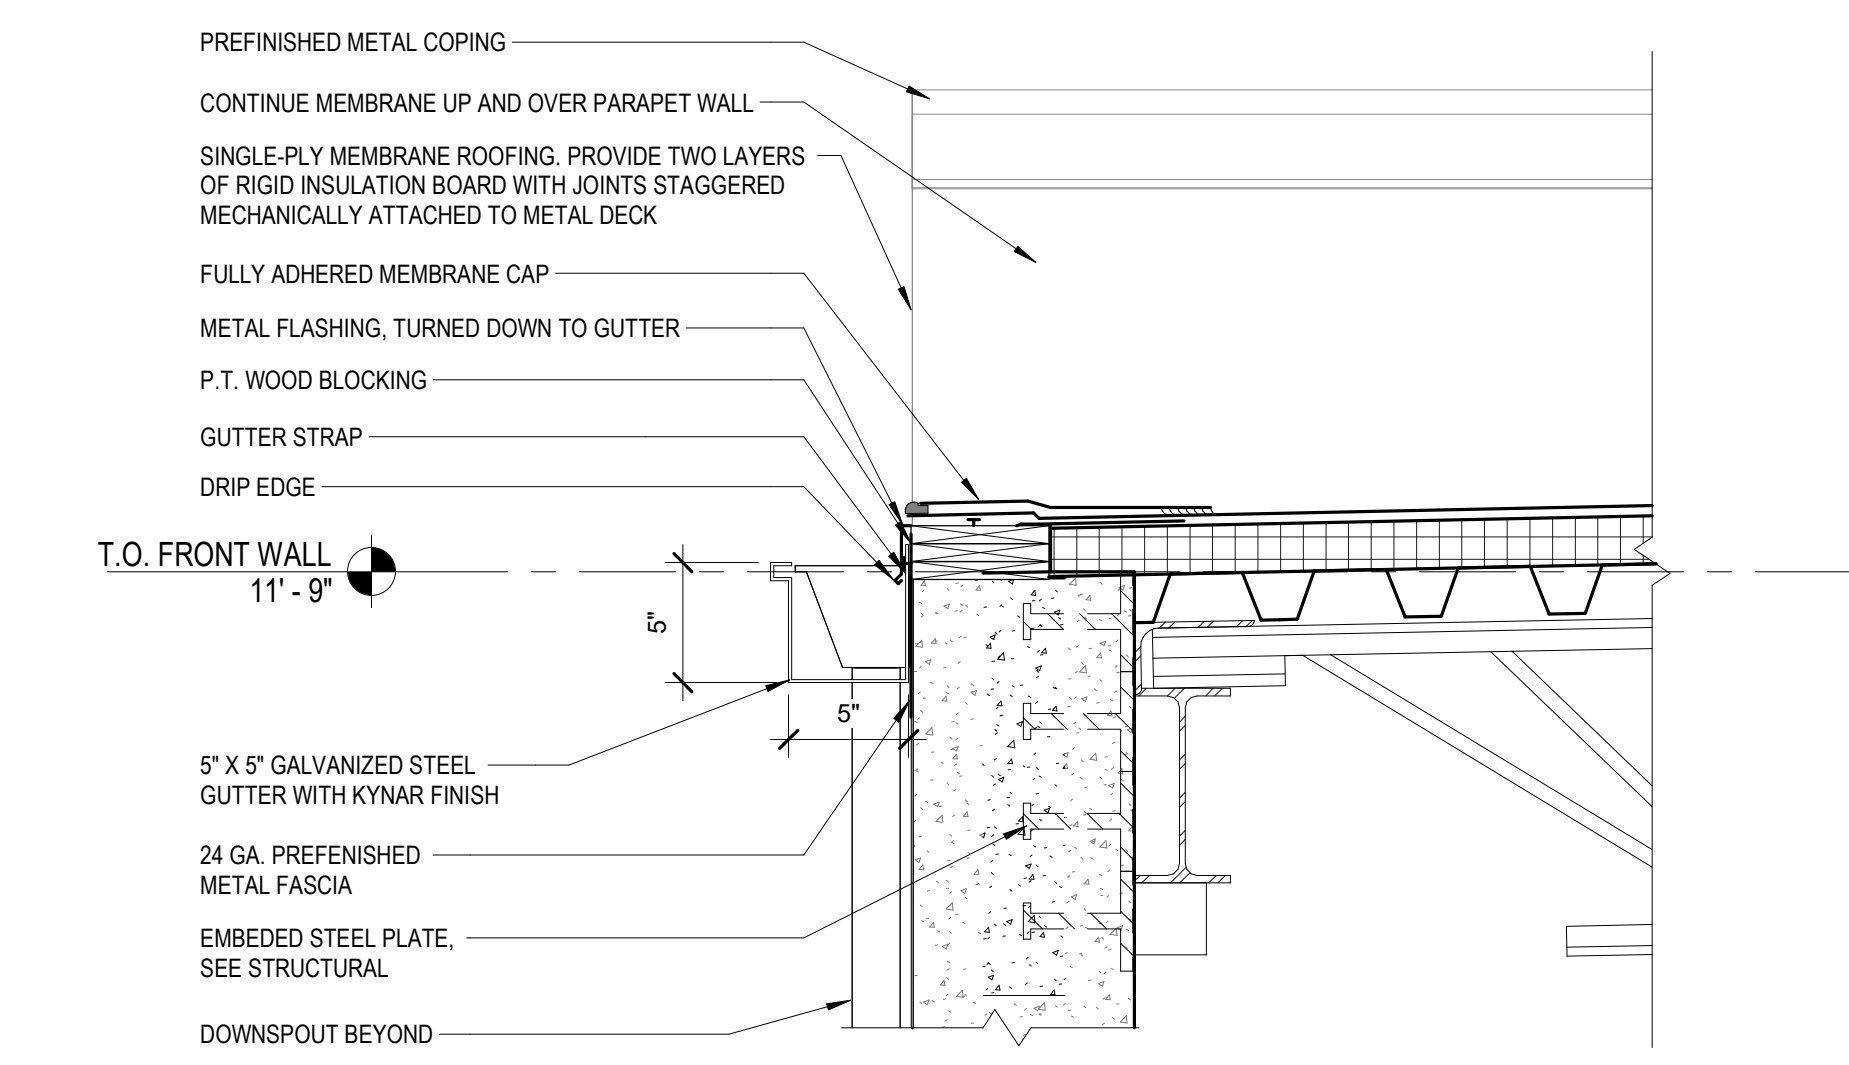 PREFINISHED METAL COPING
CONTINUE MEMBRANE UP AND OVER PARAPET WALL
SINGLE-PLY MEMBRANE ROOFING. PROVIDE TWO LAYERS
OF RIGID INSULATION BOARD WITH JOINTS STAGGERED
MECHANICALLY ATTACHED TO METAL DECK
FULLY ADHERED MEMBRANE CAP
METAL FLASHING, TURNED DOWN TO GUTTER
P.T. WOOD BLOCKING
GUTTER STRAP
DRIP EDGE
T.O. FRONT WALL
11' - 9"
5"
5"
5" X 5" GALVANIZED STEEL
GUTTER WITH KYNAR FINISH
24 GA. PREFENISHED
METAL FASCIA
EMBEDED STEEL PLATE,
SEE STRUCTURAL
DOWNSPOUT BEYOND